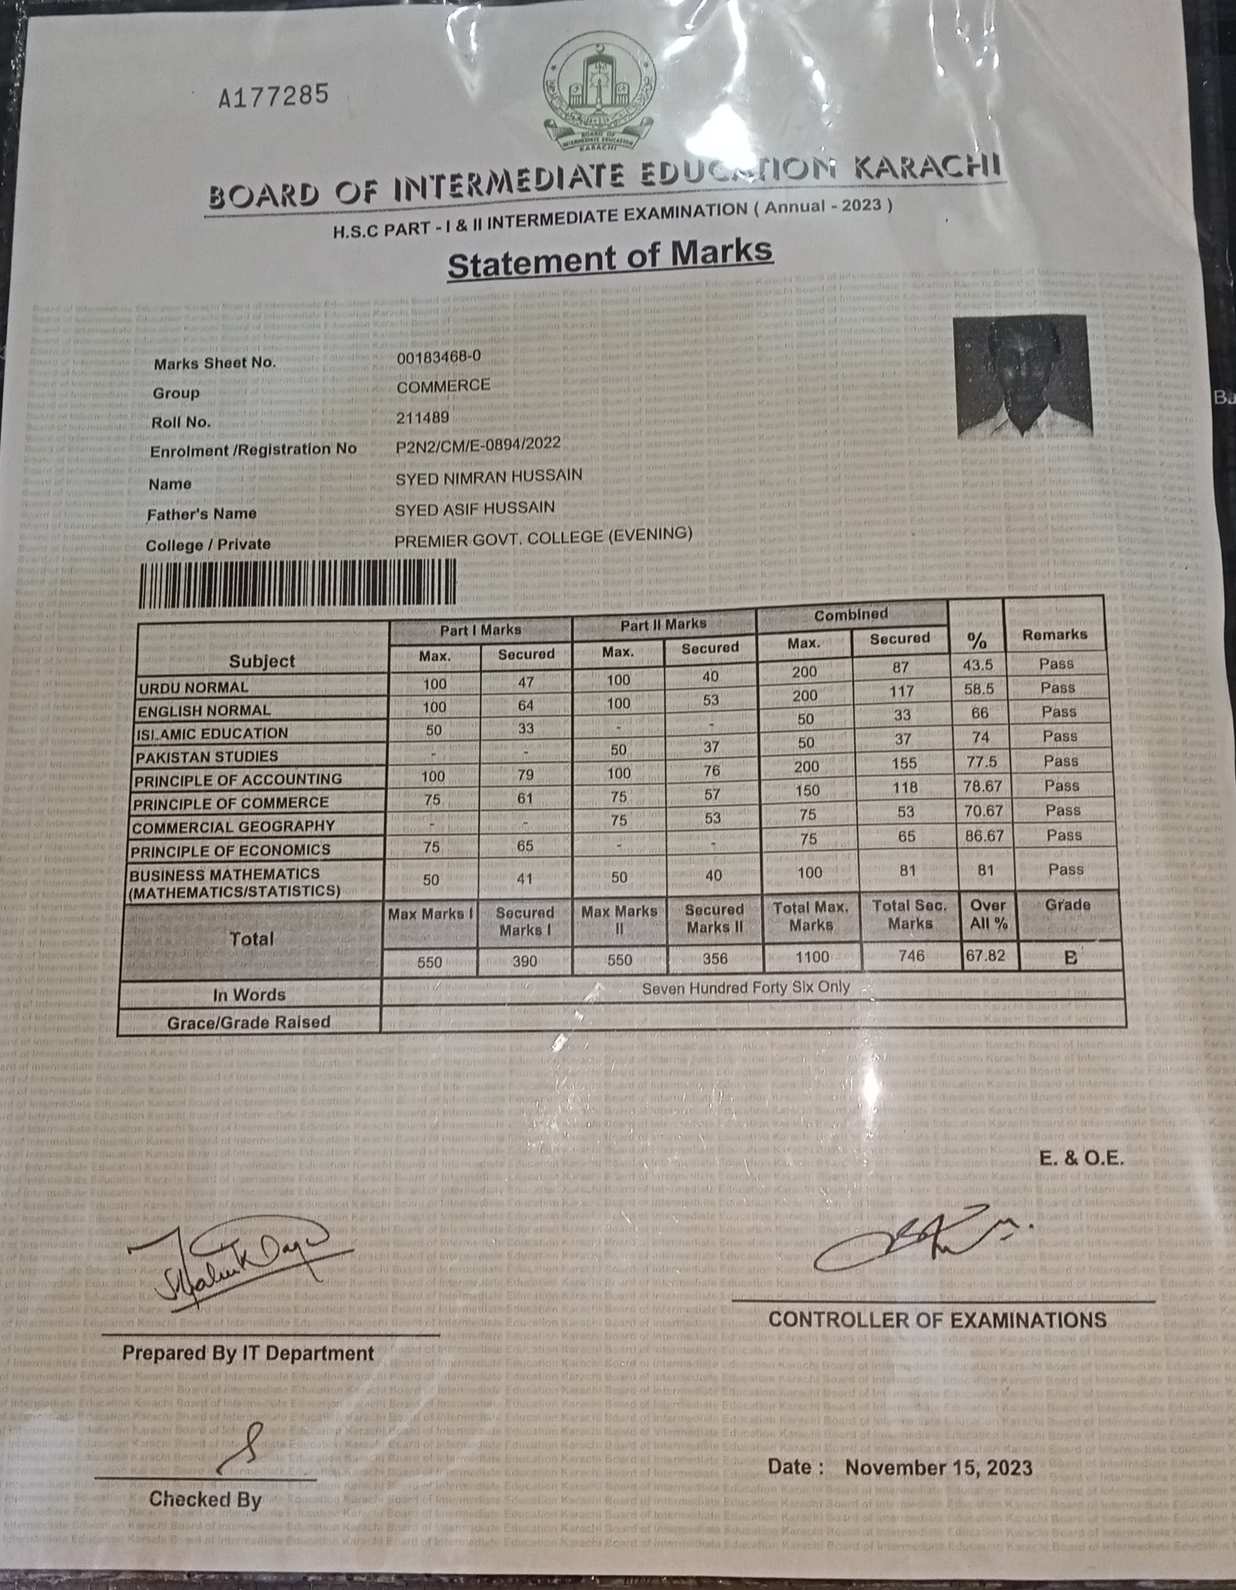 A177285
BOARD OF
INTERMEDIATE EDUCATION
KARACHI
BOARD OF INTERMEDIATE EDUCATION KARACHI
H.S.C PART - I & II INTERMEDIATE EXAMINATION ( Annual - 2023 )
Statement of Marks
Marks Sheet No. 00183468-0
Group COMMERCE
Roll No. 211489
Enrolment /Registration No P2N2/CM/E-0894/2022
Name SYED NIMRAN HUSSAIN
Father's Name SYED ASIF HUSSAIN
College / Private PREMIER GOVT. COLLEGE (EVENING)
Subject Part I Marks Part II Marks Combined % Remarks
Max. Secured Max. Secured Max. Secured
URDU NORMAL 100 47 100 40 200 87 43.5 Pass
ENGLISH NORMAL 100 64 100 53 200 117 58.5 Pass
ISLAMIC EDUCATION 50 33 - - 50 33 66 Pass
PAKISTAN STUDIES - - 50 37 50 37 74 Pass
PRINCIPLE OF ACCOUNTING 100 79 100 76 200 155 77.5 Pass
PRINCIPLE OF COMMERCE 75 61 75 57 150 118 78.67 Pass
COMMERCIAL GEOGRAPHY - - 75 53 75 53 70.67 Pass
PRINCIPLE OF ECONOMICS 75 65 - - 75 65 86.67 Pass
BUSINESS MATHEMATICS
(MATHEMATICS/STATISTICS) 50 41 50 40 100 81 81 Pass
Total Max Marks I Secured Marks I Max Marks II Secured Marks II Total Max. Marks Total Sec. Marks Over All % Grade
550 390 550 356 1100 746 67.82 B
In Words Seven Hundred Forty Six Only
Grace/Grade Raised
E. & O.E.
CONTROLLER OF EXAMINATIONS
Prepared By IT Department
Date : November 15, 2023
Checked By